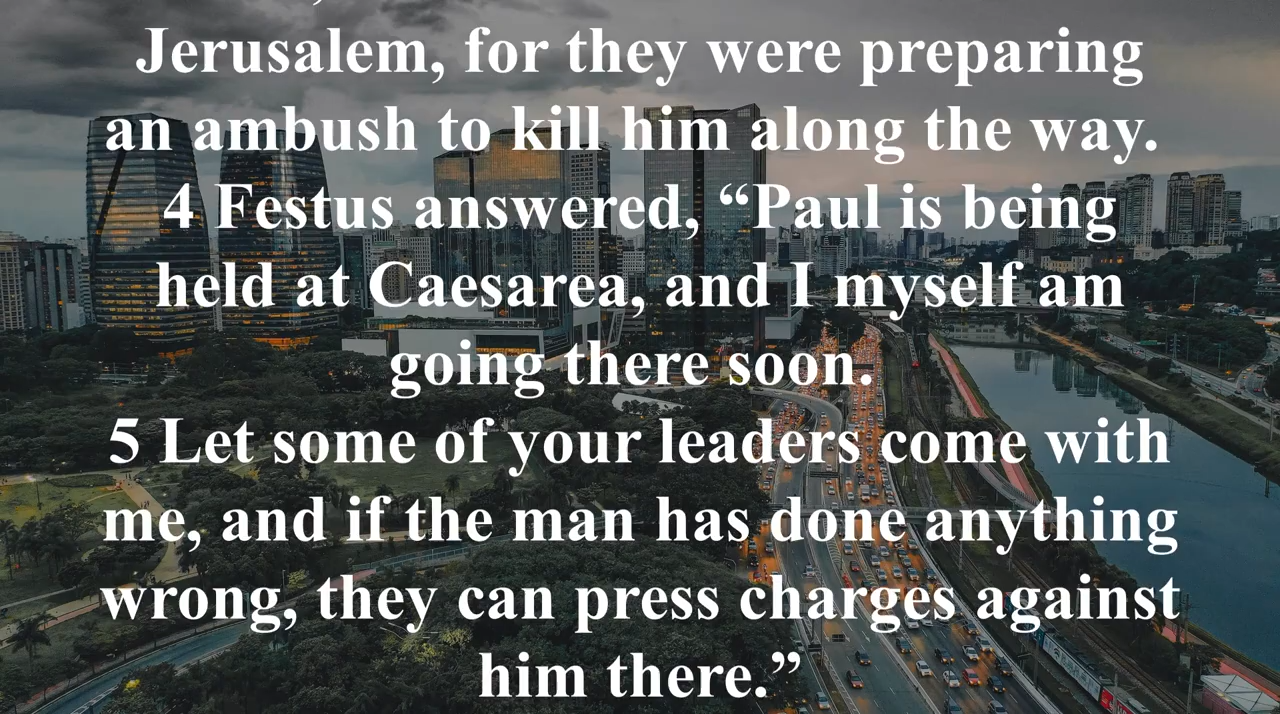 Jerusalem, for they were preparing
an ambush to kill him along the way.
4 Festus answered, “Paul is being
held at Caesarea, and I myself am
going there soon.
5 Let some of your leaders come with
me, and if the man has done anything
wrong, they can press charges against
him there.”